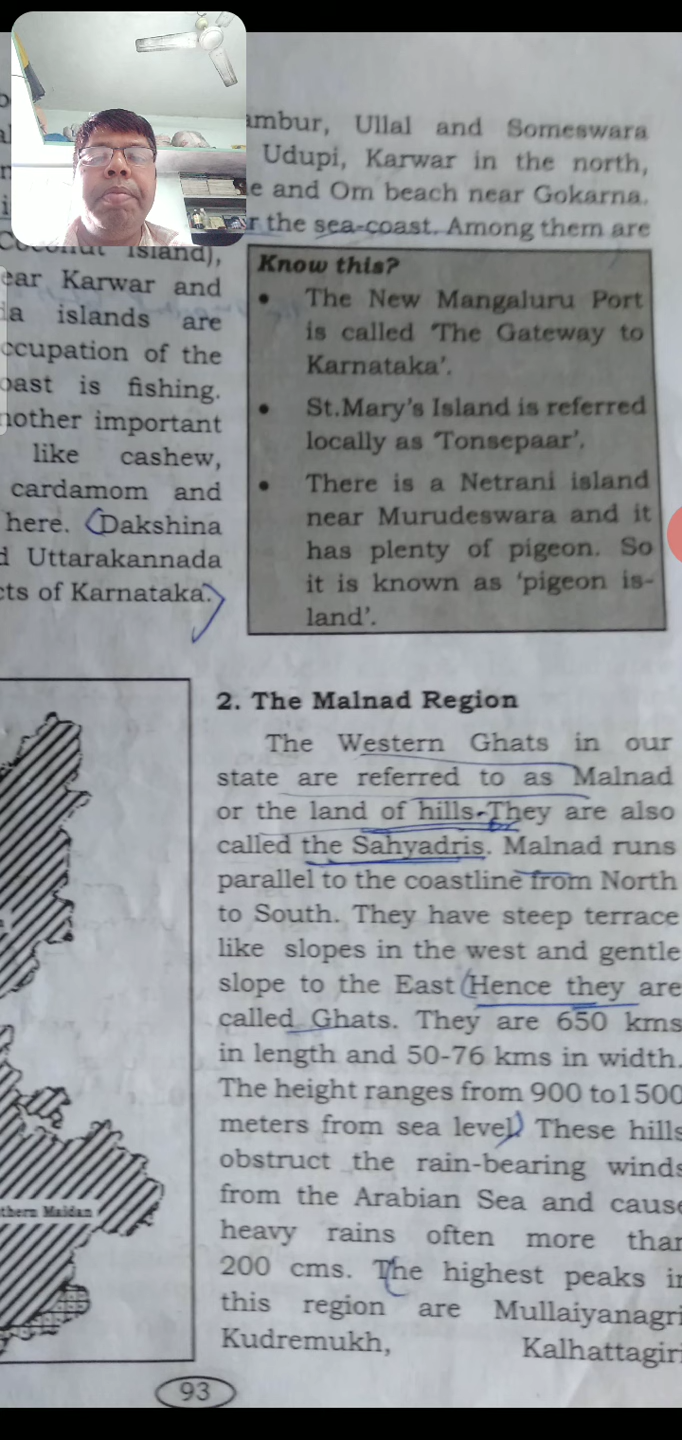 ambur, Ullal and Someswara
Udupi, Karwar in the north,
e and Om beach near Gokarna.
r the sea-coast. Among them are
Coconut Island),
ear Karwar and
islands are
ccupation of the
oast is fishing.
nother important
like cashew,
cardamom and
here. Dakshina
d Uttarakannada
cts of Karnataka.
Know this?
• The New Mangaluru Port
is called 'The Gateway to
Karnataka'.
• St.Mary's Island is referred
locally as 'Tonsepaar'.
• There is a Netrani island
near Murudeswara and it
has plenty of pigeon. So
it is known as 'pigeon is-
land'.
2. The Malnad Region
The Western Ghats in our
state are referred to as Malnad
or the land of hills. They are also
called the Sahyadris. Malnad runs
parallel to the coastline from North
to South. They have steep terrace
like slopes in the west and gentle
slope to the East Hence they are
called Ghats. They are 650 kms
in length and 50-76 kms in width.
The height ranges from 900 to1500
meters from sea level. These hills
obstruct the rain-bearing winds
from the Arabian Sea and cause
heavy rains often more than
200 cms. The highest peaks in
this region are Mullaiyanagri
Kudremukh, Kalhattagiri
thern Maidan
93